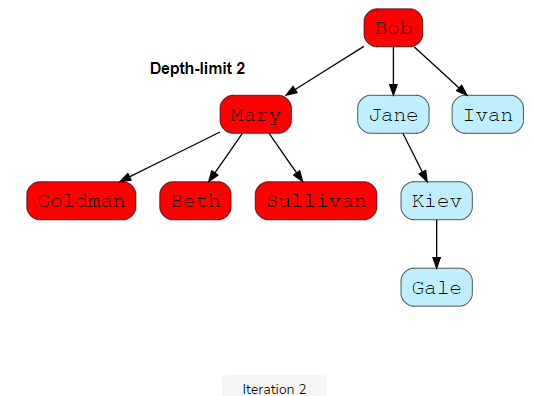 Bob
Depth-limit 2
Mary
Jane
Ivan
Goldman
Beth
Sullivan
Kiev
Gale
Iteration 2